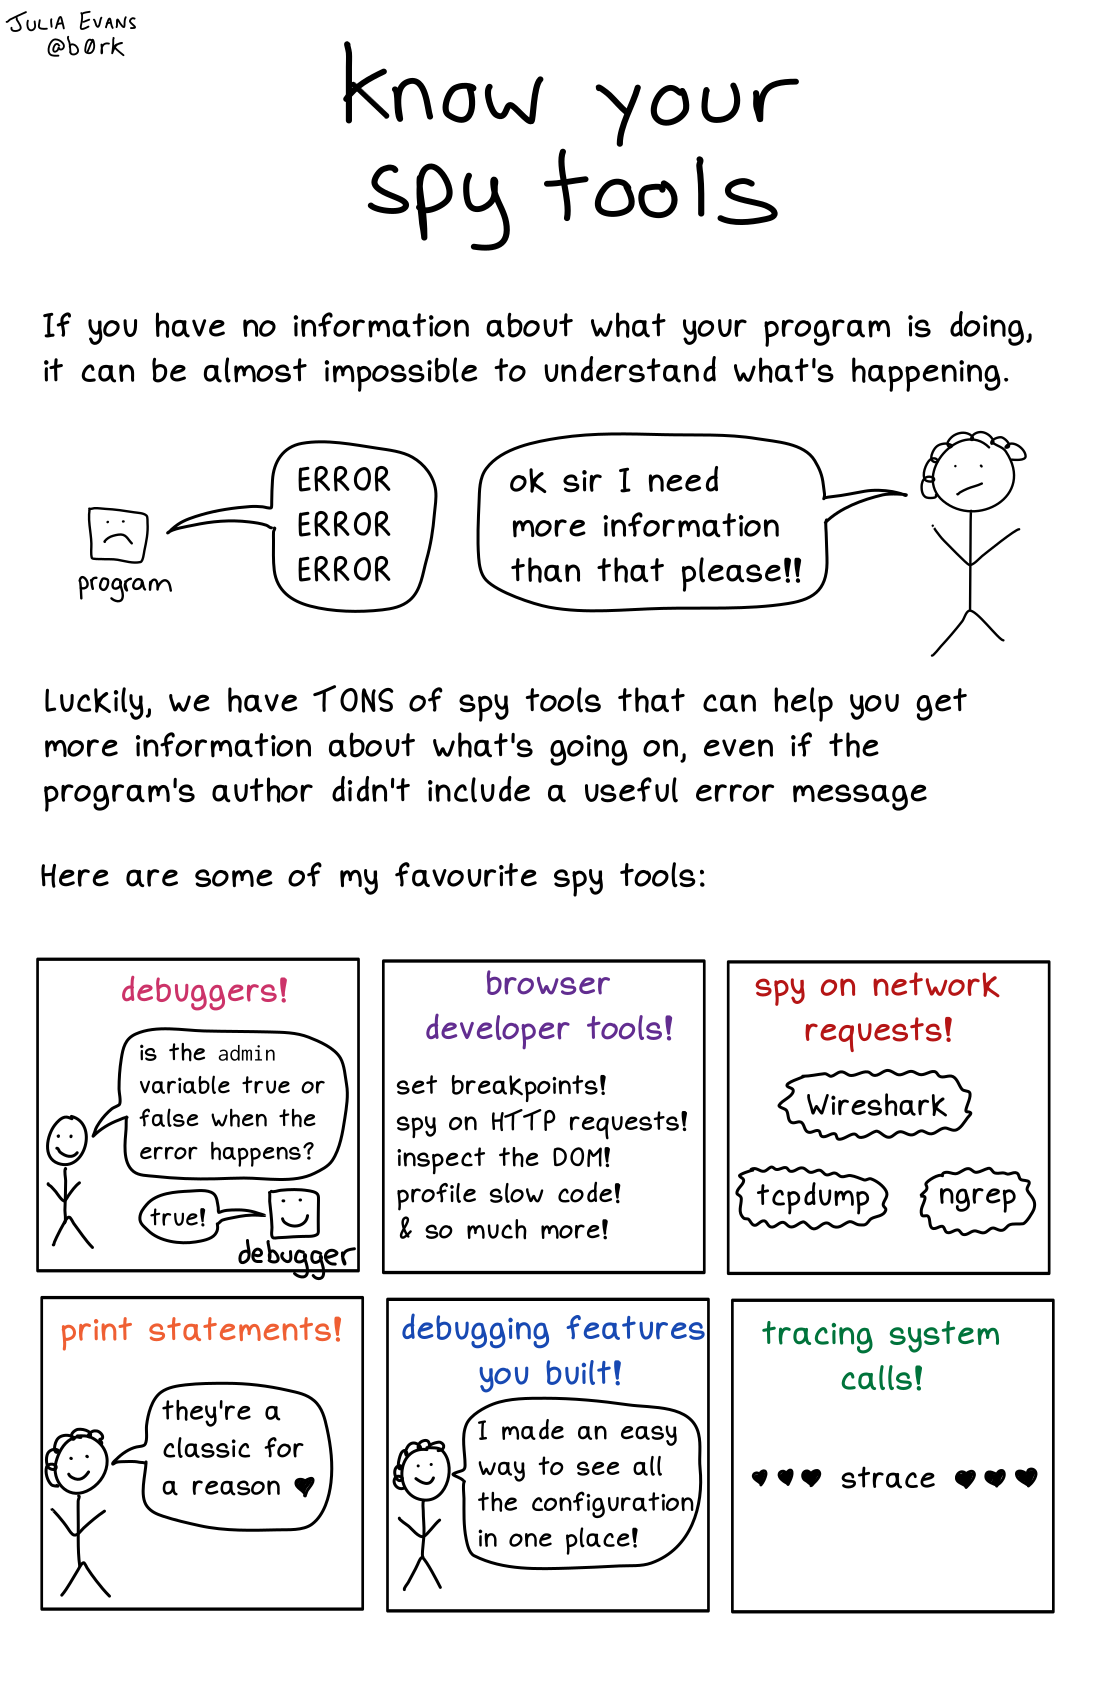 JULIA EVANS
@b0rk
know your
spy tools
If you have no information about what your program is doing,
it can be almost impossible to understand what's happening.
program
ERROR
ERROR
ERROR
ok sir I need
more information
than that please!!
Luckily, we have TONS of spy tools that can help you get
more information about what's going on, even if the
program's author didn't include a useful error message
Here are some of my favourite spy tools:
debuggers!
is the admin
variable true or
false when the
error happens?
true!
debugger
browser
developer tools!
set breakpoints!
spy on HTTP requests!
inspect the DOM!
profile slow code!
& so much more!
spy on network
requests!
Wireshark
tcpdump
ngrep
print statements!
they're a
classic for
a reason ♥
debugging features
you built!
I made an easy
way to see all
the configuration
in one place!
tracing system
calls!
♥♥♥ strace ♥♥♥